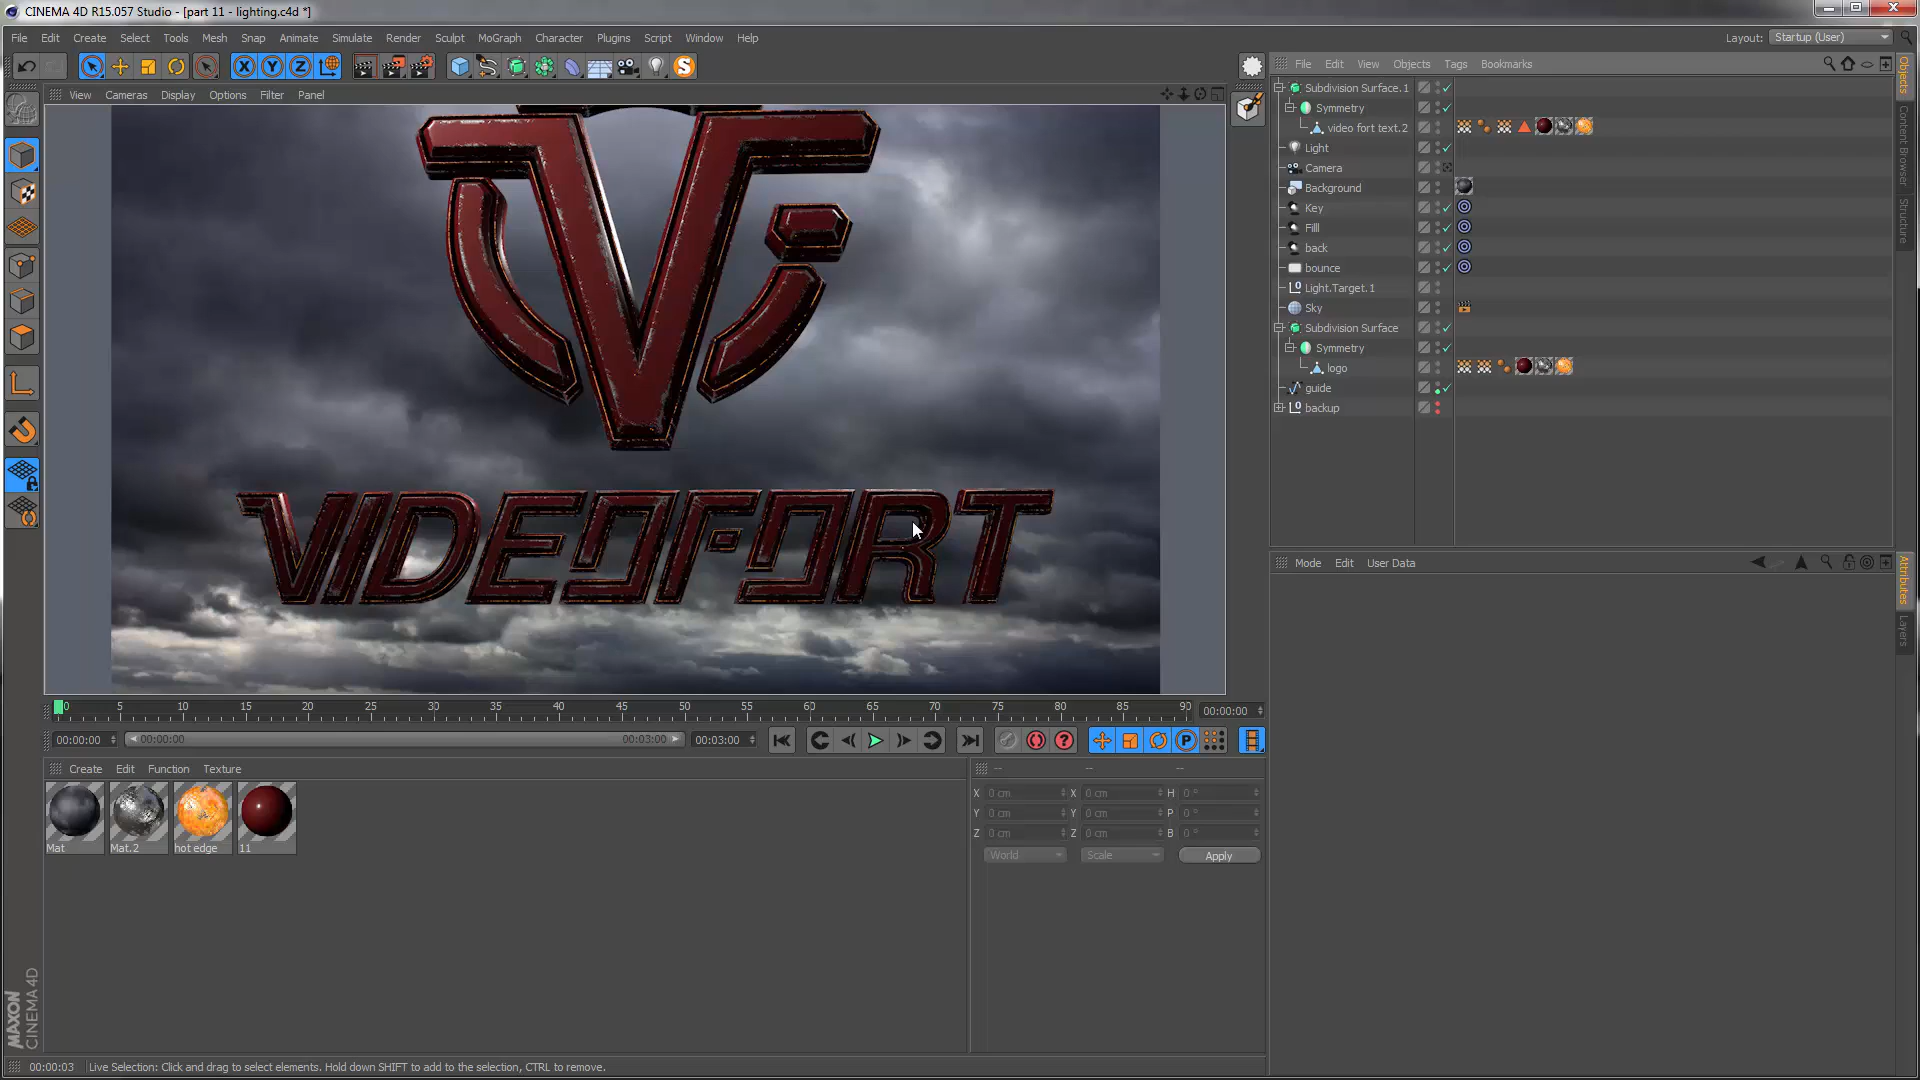 CINEMA 4D R15.057 Studio - [part 11 - lighting.c4d *]
File Edit Create Select Tools Mesh Snap Animate Simulate Render Sculpt MoGraph Character Plugins Script Window Help
Layout: Startup (User)
View Cameras Display Options Filter Panel
File Edit View Objects Tags Bookmarks
Subdivision Surface.1
Symmetry
video fort text.2
Light
Camera
Background
Key
Filll
back
bounce
Light.Target.1
Sky
Subdivision Surface
Symmetry
logo
guide
backup
Objects
Content Browser
Structure
X Y Z
VIDEOFORT
Mode Edit User Data
Attributes
Layers
0 5 10 15 20 25 30 35 40 45 50 55 60 65 70 75 80 85 90 00:00:00
00:00:00 00:00:00 00:03:00 00:03:00
P
Create Edit Function Texture
Mat Mat.2 hot edge 11
-- -- --
X 0 cm X 0 cm H 0 °
Y 0 cm Y 0 cm P 0 °
Z 0 cm Z 0 cm B 0 °
World Scale Apply
MAXON
CINEMA 4D
00:00:03 Live Selection: Click and drag to select elements. Hold down SHIFT to add to the selection, CTRL to remove.